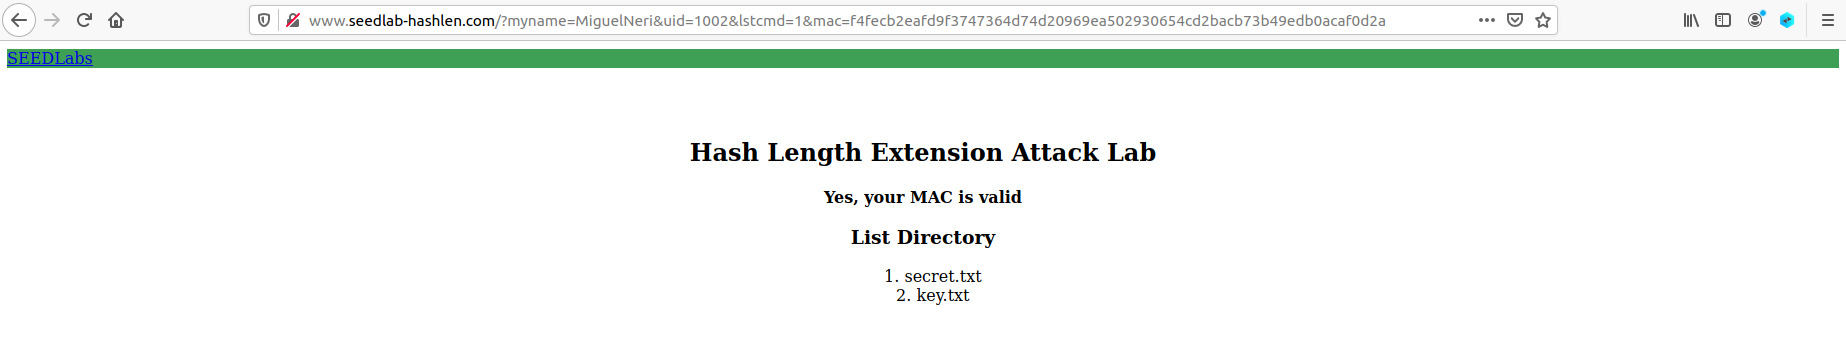 www.seedlab-hashlen.com/?myname=MiguelNeri&uid=1002&lstcmd=1&mac=f4fecb2eafd9f3747364d74d20969ea502930654cd2bacb73b49edb0acaf0d2a
SEEDLabs
Hash Length Extension Attack Lab
Yes, your MAC is valid
List Directory
1. secret.txt
2. key.txt